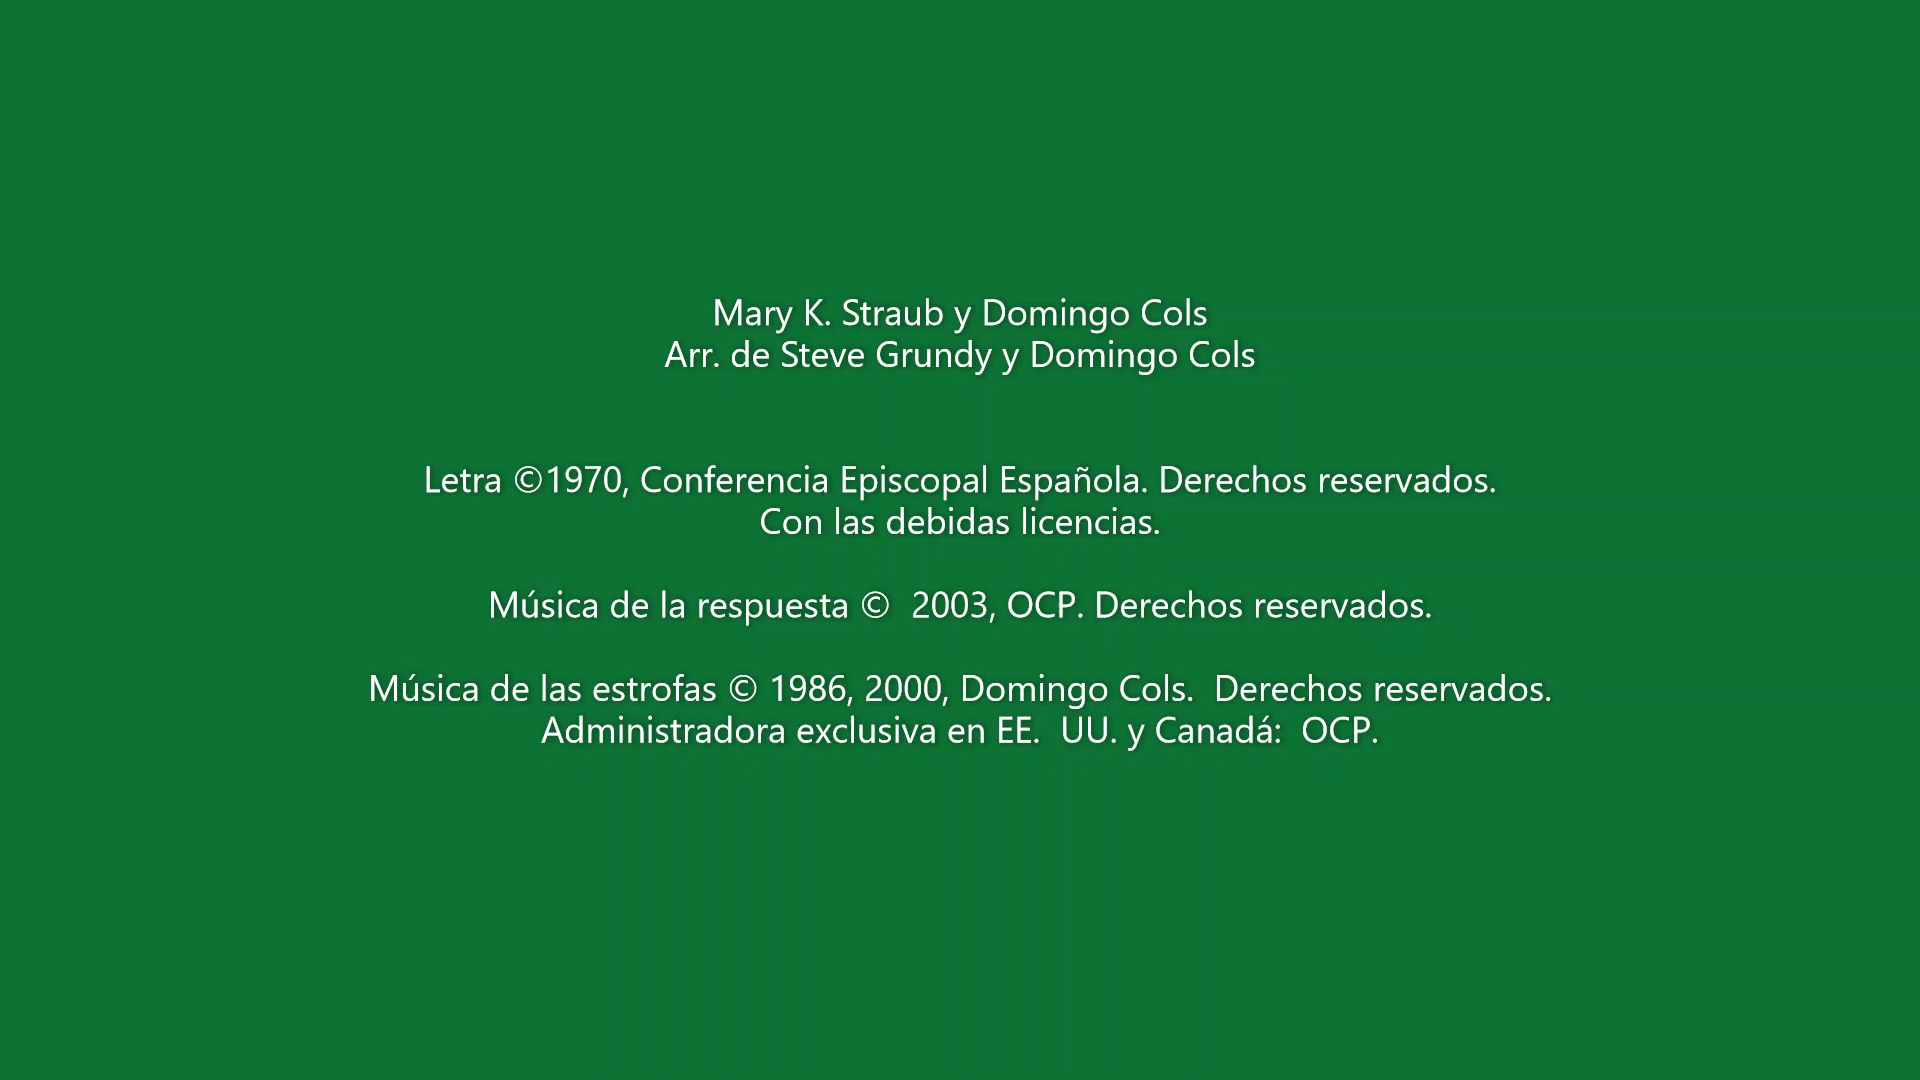 Mary K. Straub y Domingo Cols
Arr. de Steve Grundy y Domingo Cols
Letra ©1970, Conferencia Episcopal Española. Derechos reservados.
Con las debidas licencias.
Música de la respuesta ©  2003, OCP. Derechos reservados.
Música de las estrofas © 1986, 2000, Domingo Cols.  Derechos reservados.
Administradora exclusiva en EE.  UU. y Canadá:  OCP.